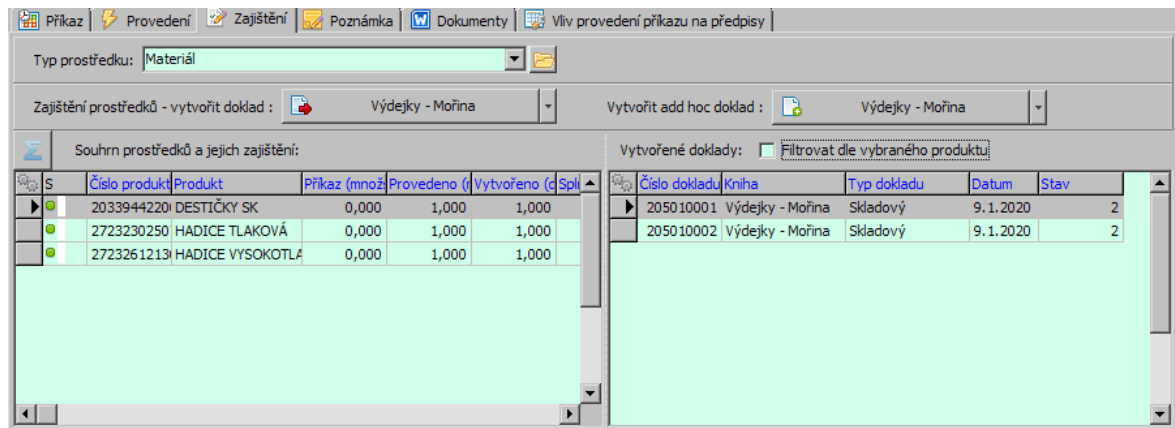 Příkaz Provedení Zajištění Poznámka Dokumenty Vliv provedení příkazu na předpisy
Typ prostředku: Materiál
Zajištění prostředků - vytvořit doklad : Výdejky - Mořina Vytvořit add hoc doklad : Výdejky - Mořina
Souhrn prostředků a jejich zajištění: Vytvořené doklady: Filtrovat dle vybraného produktu
S Číslo produkt Produkt Příkaz (množ Provedeno ( Vytvořeno (d Spl Číslo dokladu Kniha Typ dokladu Datum Stav
2033944220 DESTIČKY SK 0,000 1,000 1,000 205010001 Výdejky - Mořina Skladový 9.1.2020 2
2723230250 HADICE TLAKOVÁ 0,000 1,000 1,000 205010002 Výdejky - Mořina Skladový 9.1.2020 2
2723261213 HADICE VYSOKOTLA 0,000 1,000 1,000